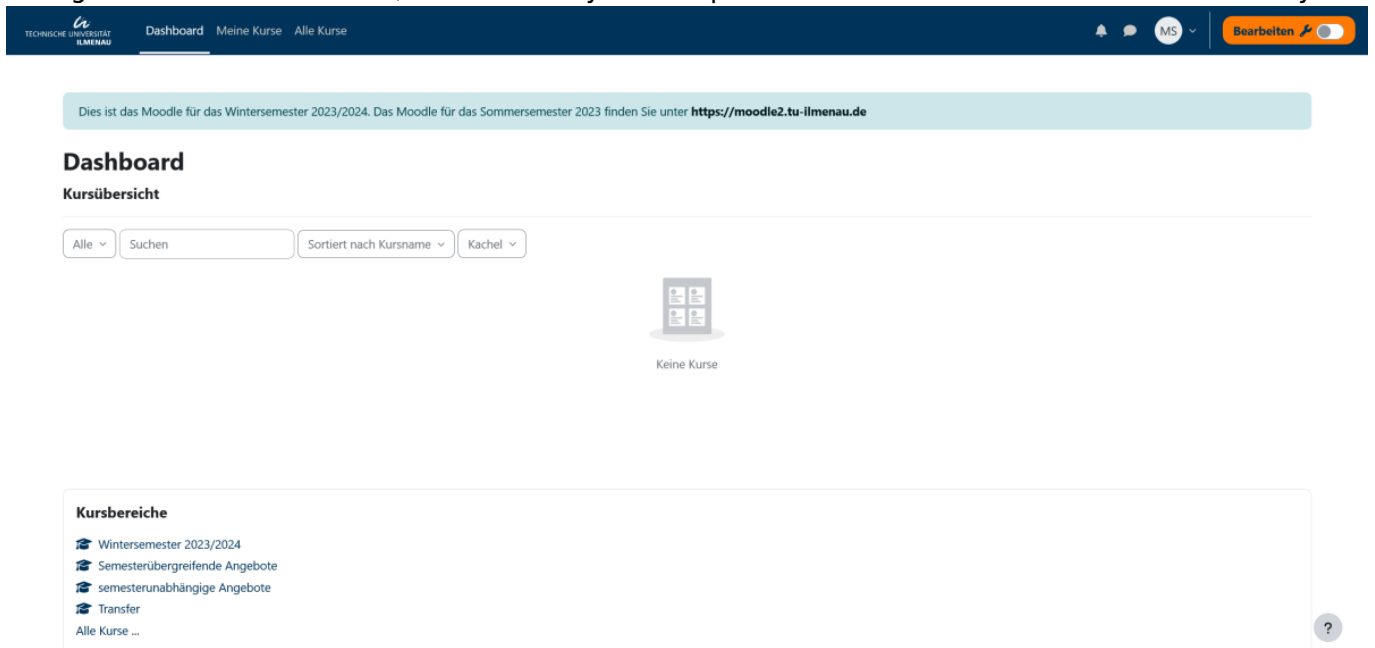 TECHNISCHE UNIVERSITÄT
ILMENAU
Dashboard Meine Kurse Alle Kurse
MS
Bearbeiten
Dies ist das Moodle für das Wintersemester 2023/2024. Das Moodle für das Sommersemester 2023 finden Sie unter https://moodle2.tu-ilmenau.de
Dashboard
Kursübersicht
Alle Suchen Sortiert nach Kursname Kachel
Keine Kurse
Kursbereiche
Wintersemester 2023/2024
Semesterübergreifende Angebote
semesterunabhängige Angebote
Transfer
Alle Kurse ...
?